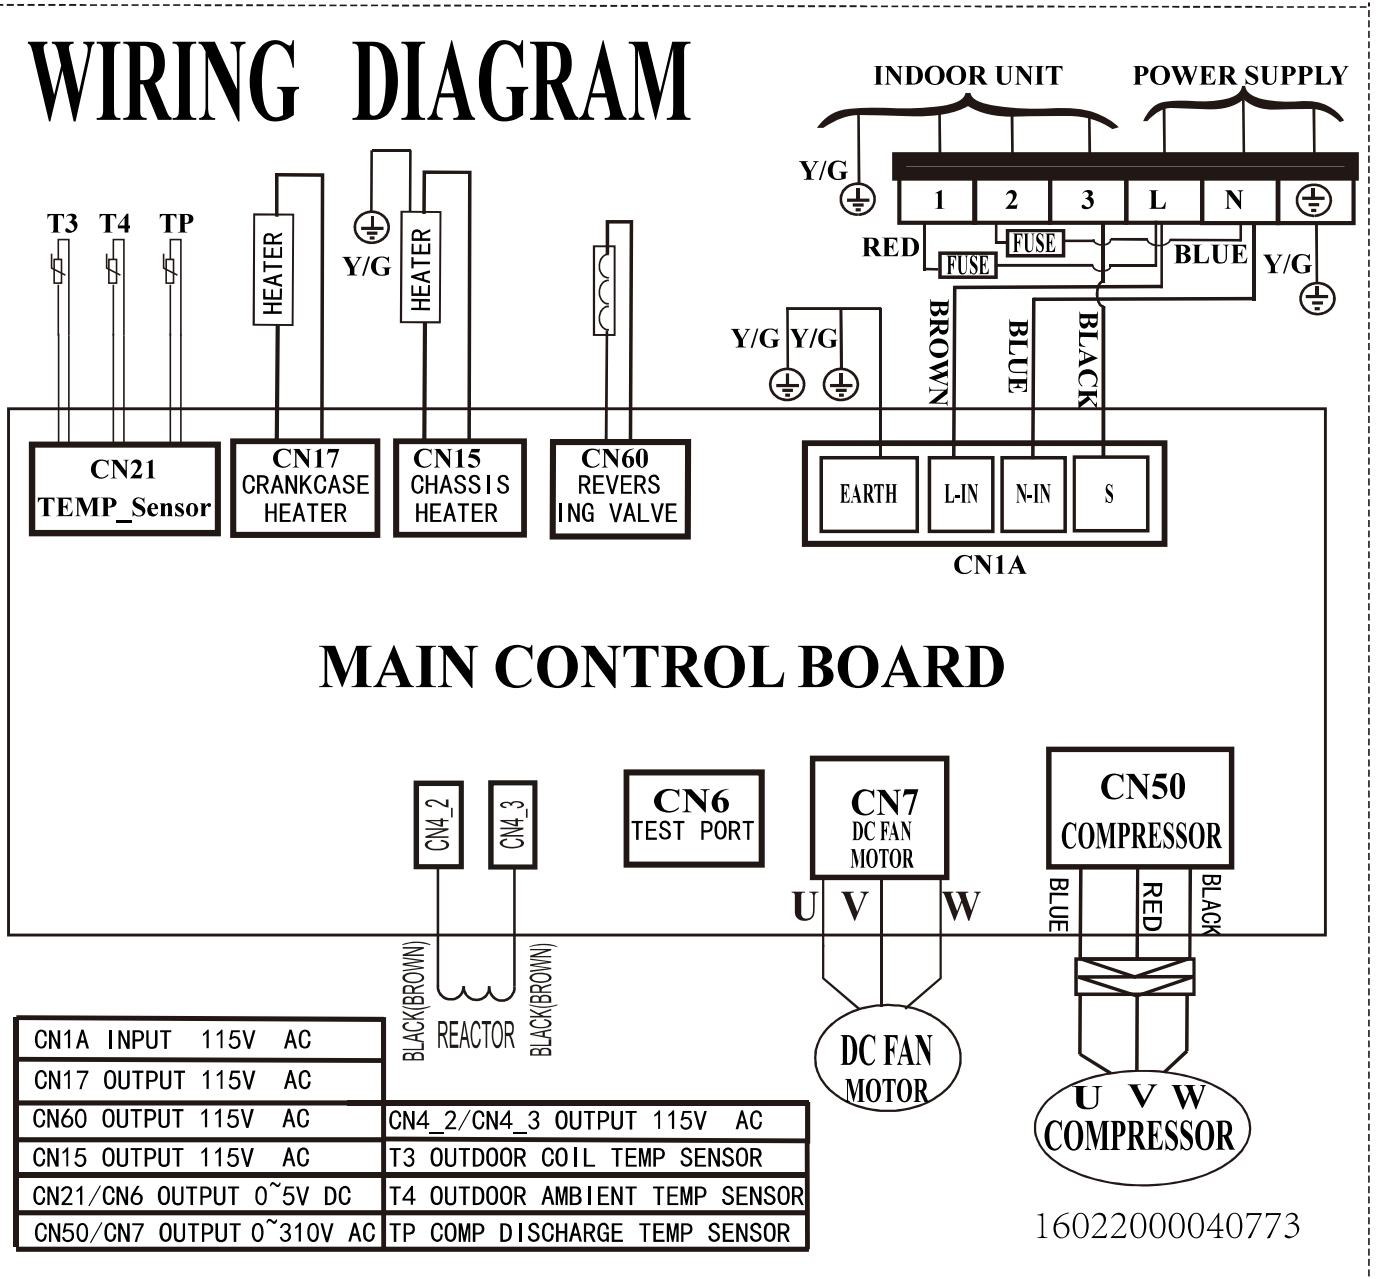 WIRING DIAGRAM
INDOOR UNIT
POWER SUPPLY
Y/G
1 2 3 L N
RED
FUSE
FUSE
BLUE
Y/G
T3 T4 TP
HEATER
Y/G
HEATER
Y/G Y/G
BROWN
BLUE
BLACK
CN21
TEMP_Sensor
CN17
CRANKCASE
HEATER
CN15
CHASSIS
HEATER
CN60
REVERS
ING VALVE
EARTH
L-IN
N-IN
S
CN1A
MAIN CONTROL BOARD
CN4_2
CN4_3
CN6
TEST PORT
CN7
DC FAN
MOTOR
CN50
COMPRESSOR
U V W
BLUE
RED
BLACK
BLACK(BROWN)
REACTOR
BLACK(BROWN)
DC FAN
MOTOR
U V W
COMPRESSOR
CN1A INPUT 115V AC
CN17 OUTPUT 115V AC
CN60 OUTPUT 115V AC
CN15 OUTPUT 115V AC
CN21/CN6 OUTPUT 0~5V DC
CN50/CN7 OUTPUT 0~310V AC
CN4_2/CN4_3 OUTPUT 115V AC
T3 OUTDOOR COIL TEMP SENSOR
T4 OUTDOOR AMBIENT TEMP SENSOR
TP COMP DISCHARGE TEMP SENSOR
16022000040773